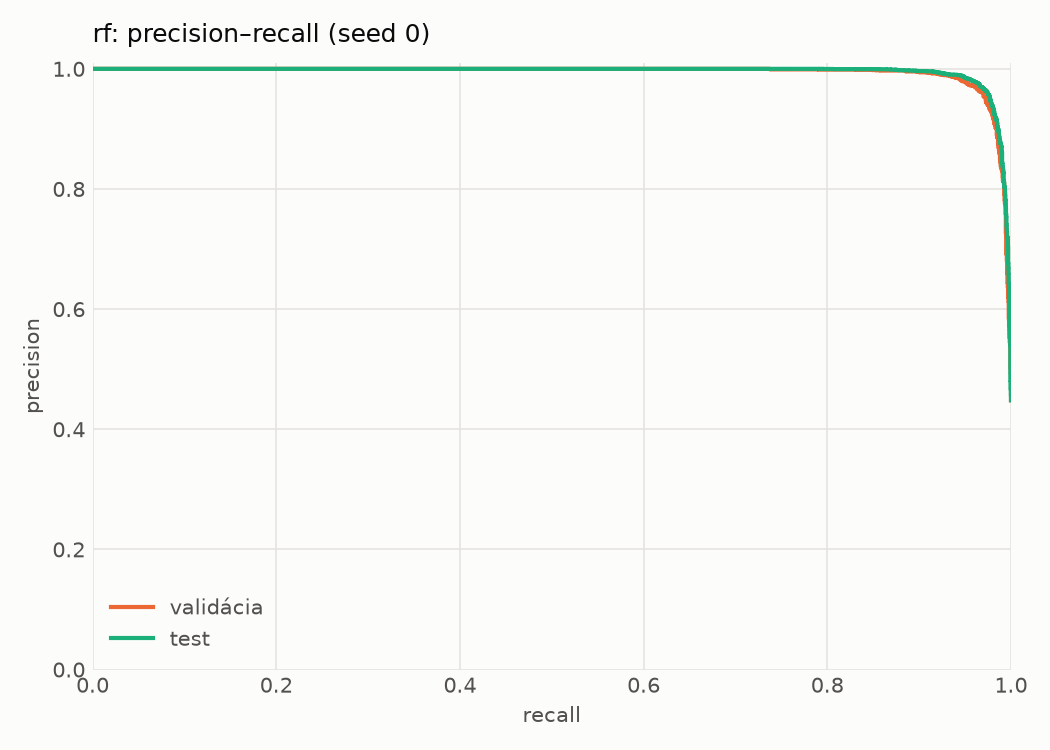 rf: precision–recall (seed 0)
precision
1.0
0.8
0.6
0.4
0.2
0.0
validácia
test
0.0 0.2 0.4 0.6 0.8 1.0
recall